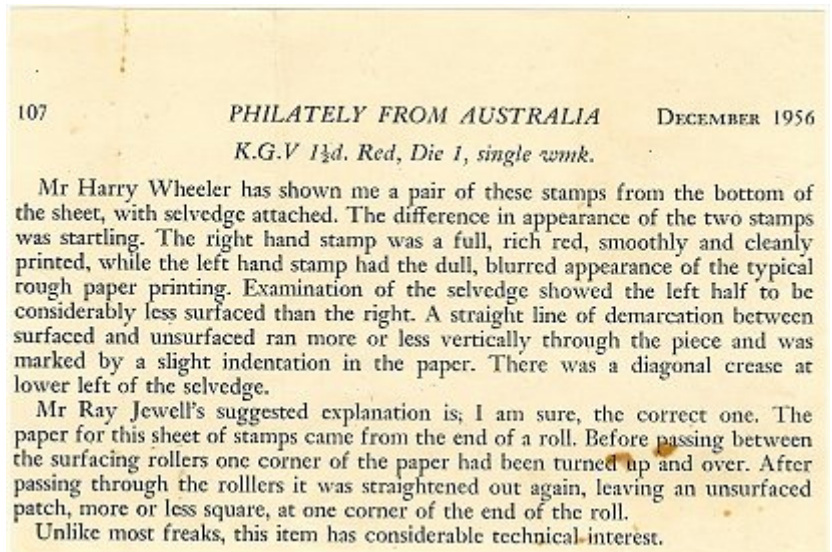 107 PHILATELY FROM AUSTRALIA DECEMBER 1956
K.G.V 1½d. Red, Die 1, single wmk.
Mr Harry Wheeler has shown me a pair of these stamps from the bottom of
the sheet, with selvedge attached. The difference in appearance of the two stamps
was startling. The right hand stamp was a full, rich red, smoothly and cleanly
printed, while the left hand stamp had the dull, blurred appearance of the typical
rough paper printing. Examination of the selvedge showed the left half to be
considerably less surfaced than the right. A straight line of demarcation between
surfaced and unsurfaced ran more or less vertically through the piece and was
marked by a slight indentation in the paper. There was a diagonal crease at
lower left of the selvedge.
Mr Ray Jewell's suggested explanation is; I am sure, the correct one. The
paper for this sheet of stamps came from the end of a roll. Before passing between
the surfacing rollers one corner of the paper had been turned up and over. After
passing through the rolllers it was straightened out again, leaving an unsurfaced
patch, more or less square, at one corner of the end of the roll.
Unlike most freaks, this item has considerable technical interest.